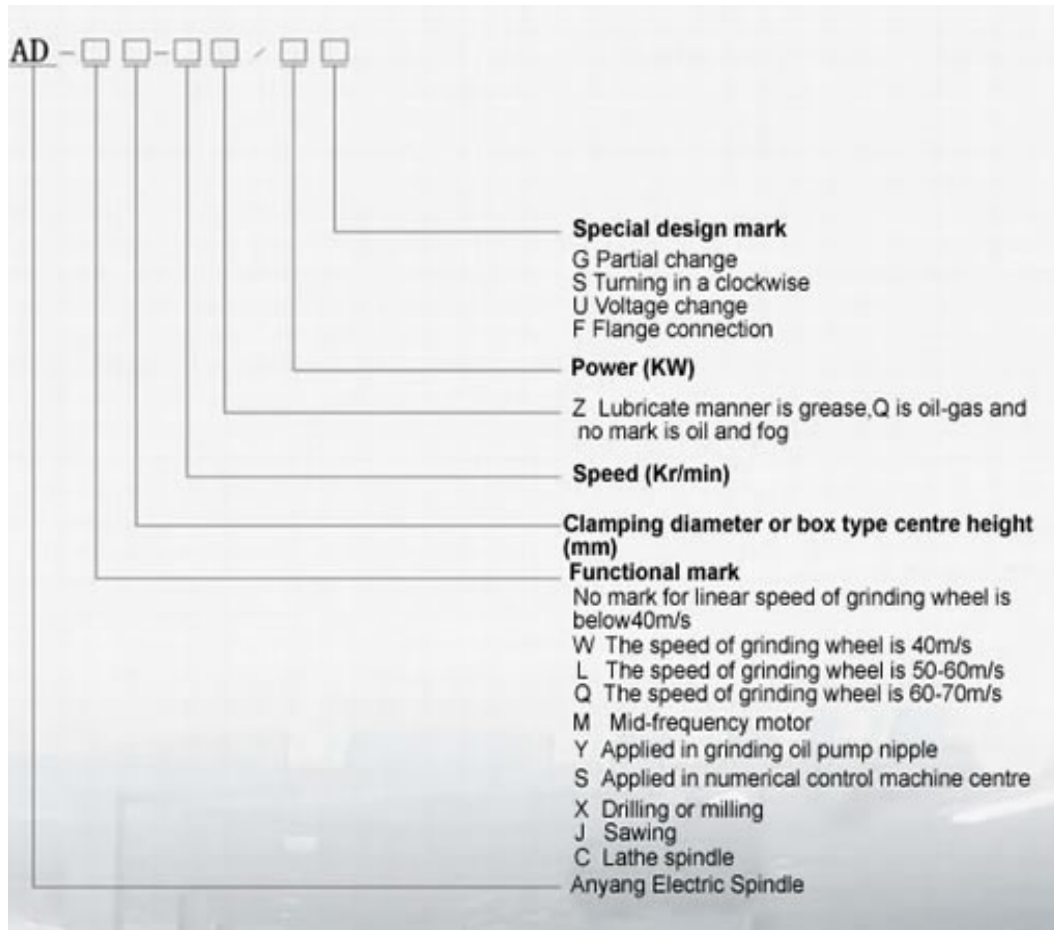 AD - □ □ - □ □ / □ □
Special design mark
G Partial change
S Turning in a clockwise
U Voltage change
F Flange connection
Power (KW)
Z Lubricate manner is grease,Q is oil-gas and
no mark is oil and fog
Speed (Kr/min)
Clamping diameter or box type centre height
(mm)
Functional mark
No mark for linear speed of grinding wheel is
below40m/s
W The speed of grinding wheel is 40m/s
L The speed of grinding wheel is 50-60m/s
Q The speed of grinding wheel is 60-70m/s
M Mid-frequency motor
Y Applied in grinding oil pump nipple
S Applied in numerical control machine centre
X Drilling or milling
J Sawing
C Lathe spindle
Anyang Electric Spindle